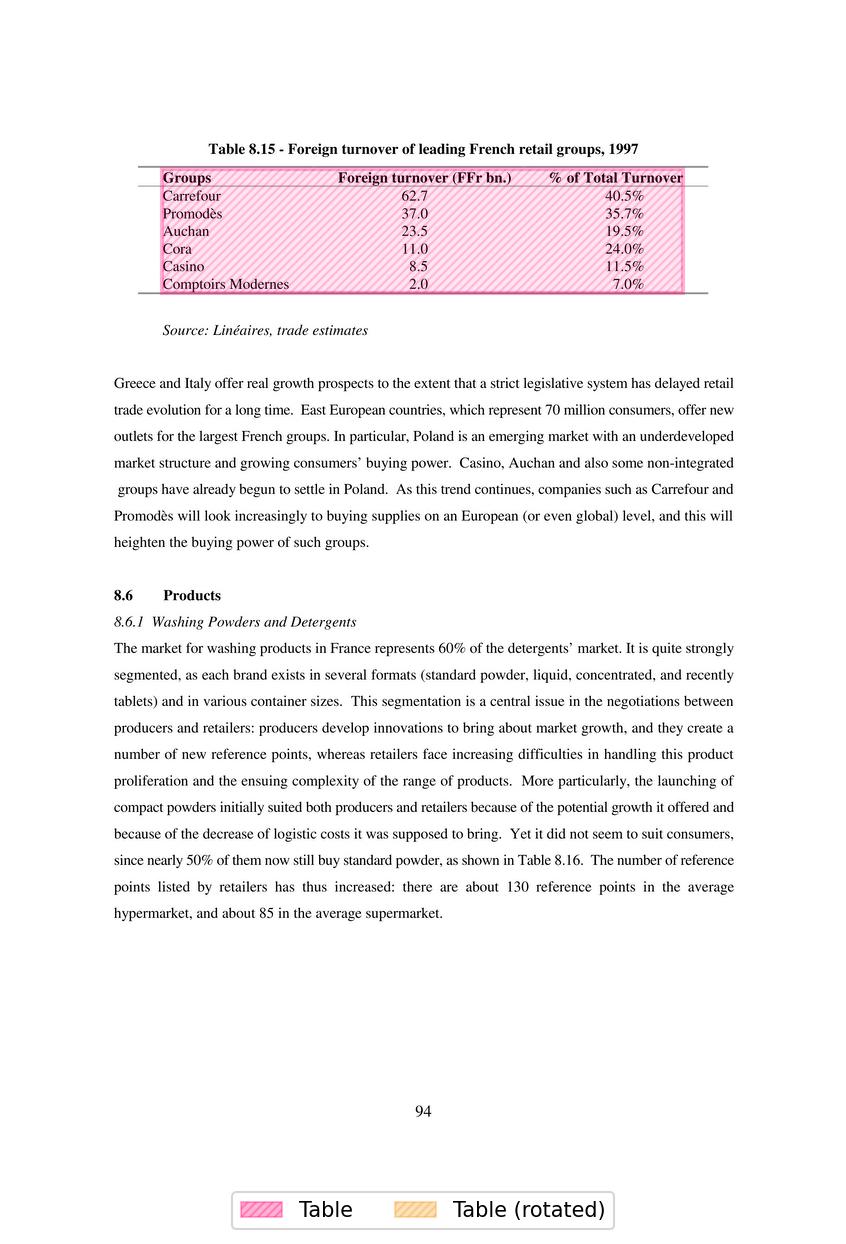 Table 8.15 - Foreign turnover of leading French retail groups, 1997
Groups Foreign turnover (FFr bn.) % of Total Turnover
Carrefour 62.7 40.5%
Promodès 37.0 35.7%
Auchan 23.5 19.5%
Cora 11.0 24.0%
Casino 8.5 11.5%
Comptoirs Modernes 2.0 7.0%
Source: Linéaires, trade estimates
Greece and Italy offer real growth prospects to the extent that a strict legislative system has delayed retail
trade evolution for a long time. East European countries, which represent 70 million consumers, offer new
outlets for the largest French groups. In particular, Poland is an emerging market with an underdeveloped
market structure and growing consumers’ buying power. Casino, Auchan and also some non-integrated
groups have already begun to settle in Poland. As this trend continues, companies such as Carrefour and
Promodès will look increasingly to buying supplies on an European (or even global) level, and this will
heighten the buying power of such groups.
8.6 Products
8.6.1 Washing Powders and Detergents
The market for washing products in France represents 60% of the detergents’ market. It is quite strongly
segmented, as each brand exists in several formats (standard powder, liquid, concentrated, and recently
tablets) and in various container sizes. This segmentation is a central issue in the negotiations between
producers and retailers: producers develop innovations to bring about market growth, and they create a
number of new reference points, whereas retailers face increasing difficulties in handling this product
proliferation and the ensuing complexity of the range of products. More particularly, the launching of
compact powders initially suited both producers and retailers because of the potential growth it offered and
because of the decrease of logistic costs it was supposed to bring. Yet it did not seem to suit consumers,
since nearly 50% of them now still buy standard powder, as shown in Table 8.16. The number of reference
points listed by retailers has thus increased: there are about 130 reference points in the average
hypermarket, and about 85 in the average supermarket.
94
Table Table (rotated)